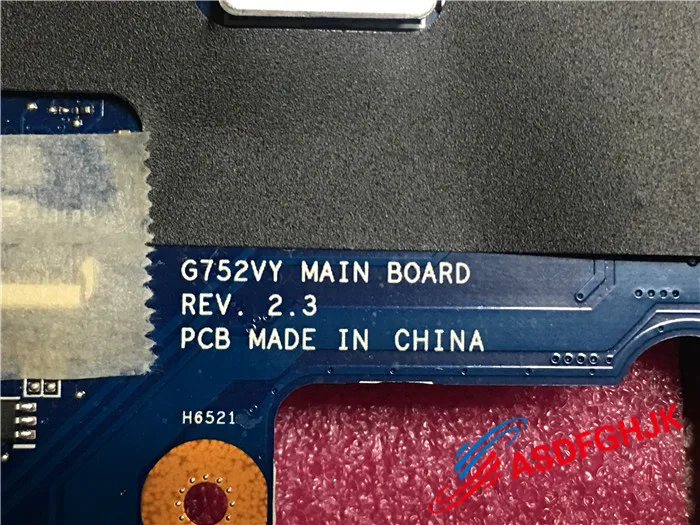 G752VY MAIN BOARD
REV. 2.3
PCB MADE IN CHINA
H6521
ASDFGHJK